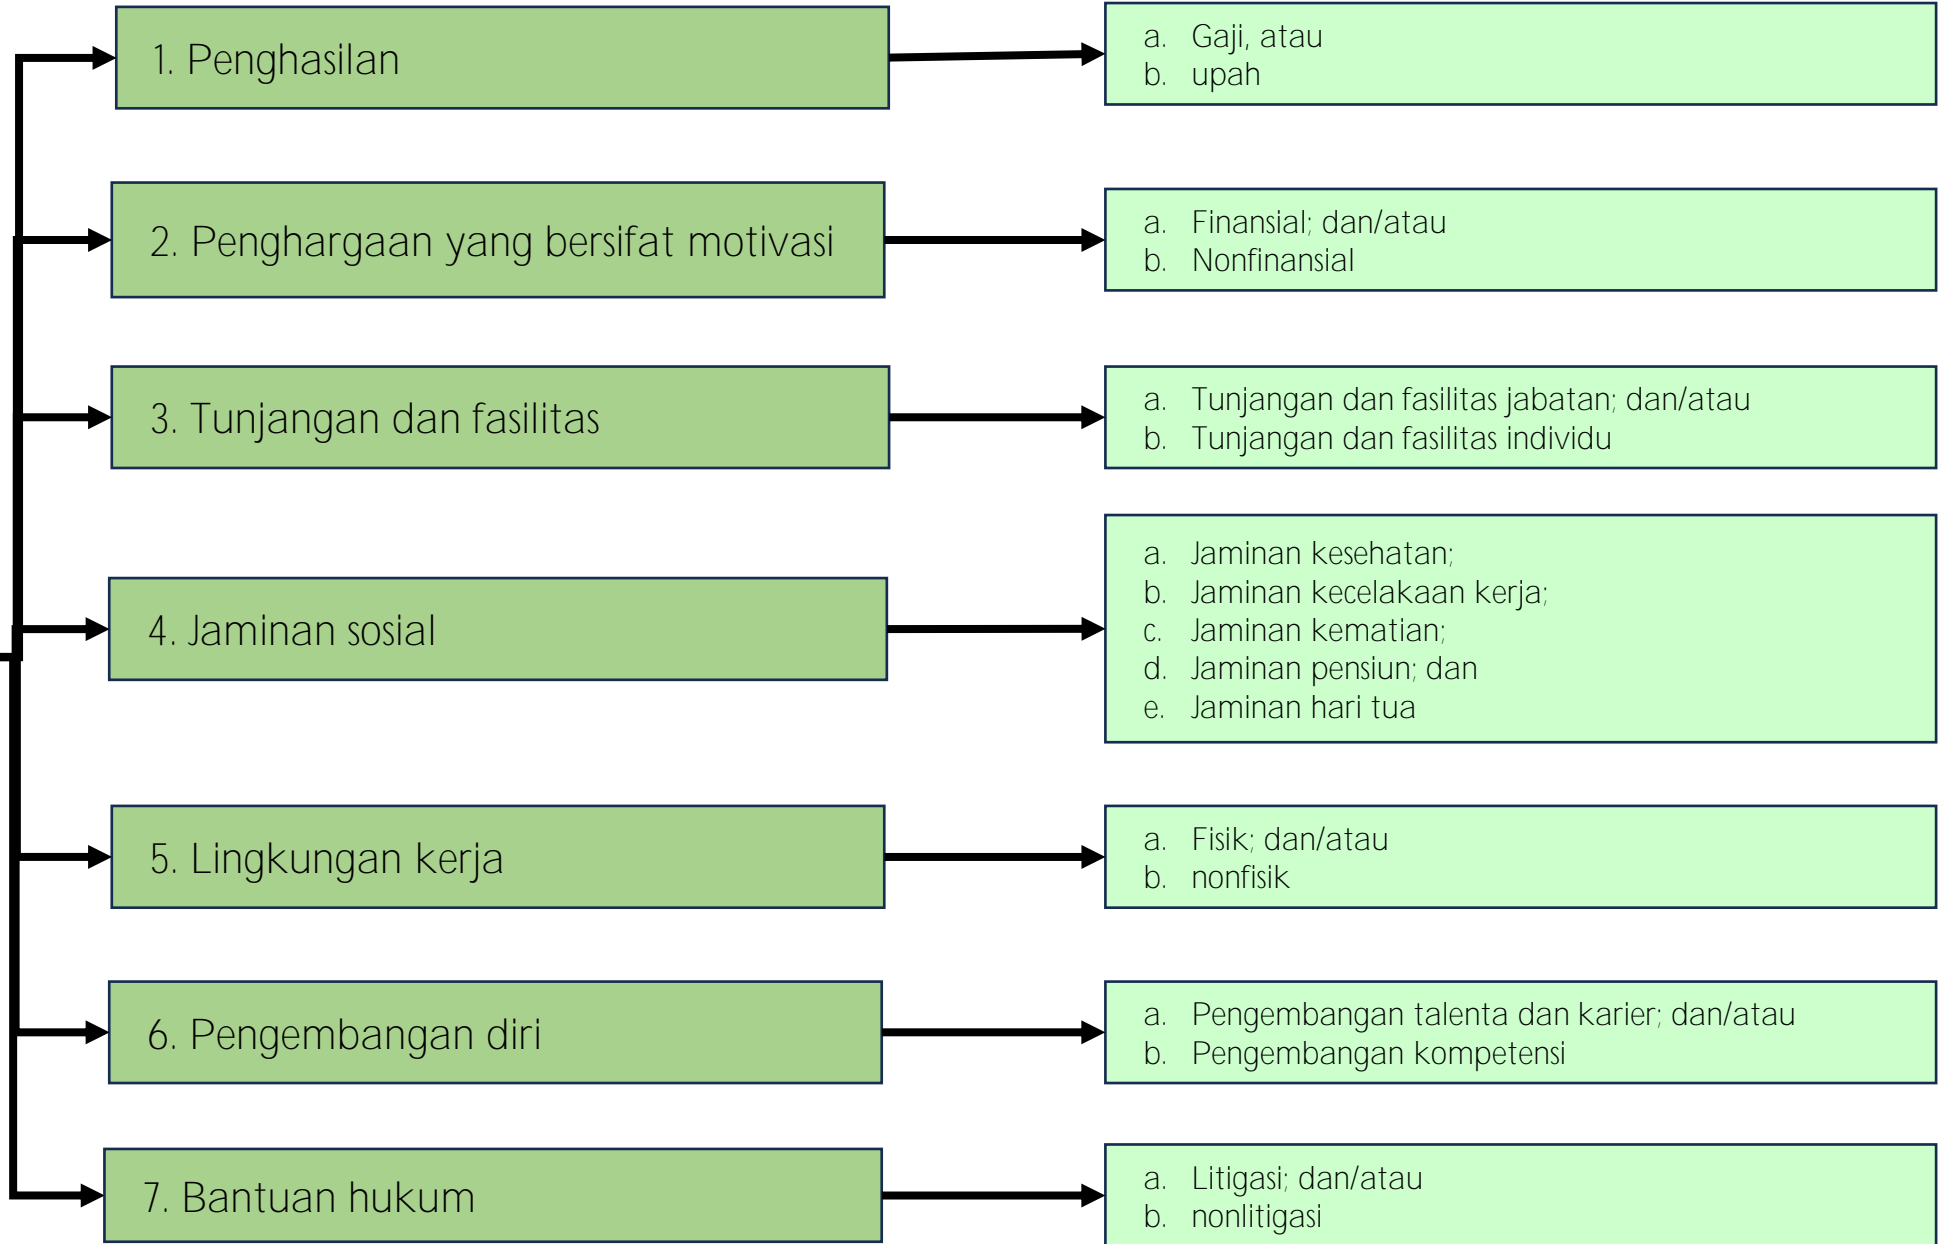 1. Penghasilan
a. Gaji, atau
b. upah
2. Penghargaan yang bersifat motivasi
a. Finansial; dan/atau
b. Nonfinansial
3. Tunjangan dan fasilitas
a. Tunjangan dan fasilitas jabatan; dan/atau
b. Tunjangan dan fasilitas individu
4. Jaminan sosial
a. Jaminan kesehatan;
b. Jaminan kecelakaan kerja;
c. Jaminan kematian;
d. Jaminan pensiun; dan
e. Jaminan hari tua
5. Lingkungan kerja
a. Fisik; dan/atau
b. nonfisik
6. Pengembangan diri
a. Pengembangan talenta dan karier; dan/atau
b. Pengembangan kompetensi
7. Bantuan hukum
a. Litigasi; dan/atau
b. nonlitigasi